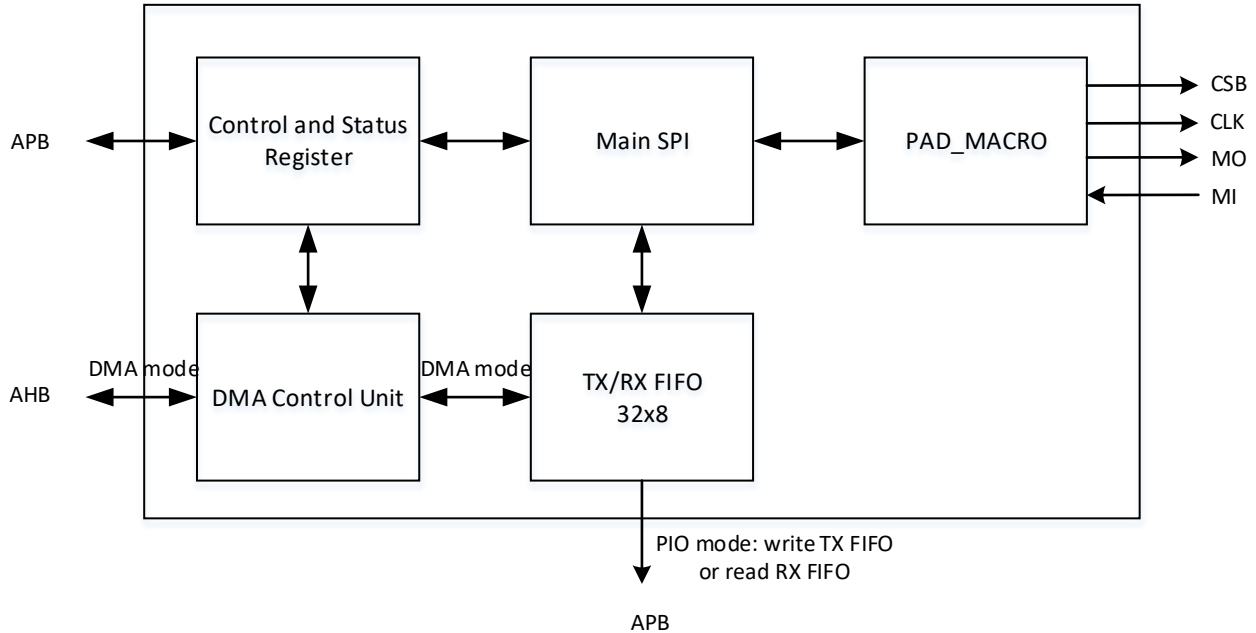 APB
Control and Status
Register
Main SPI
PAD_MACRO
CSB
CLK
MO
MI
AHB
DMA mode
DMA Control Unit
DMA mode
TX/RX FIFO
32x8
PIO mode: write TX FIFO
or read RX FIFO
APB